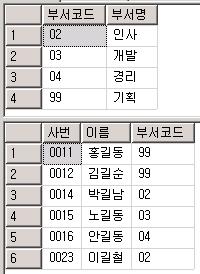 부서코드 부서명
1 02 인사
2 03 개발
3 04 경리
4 99 기획
사번 이름 부서코드
1 0011 홍길동 99
2 0012 김길순 99
3 0014 박길남 02
4 0015 노길동 03
5 0016 안길동 04
6 0023 이길철 02